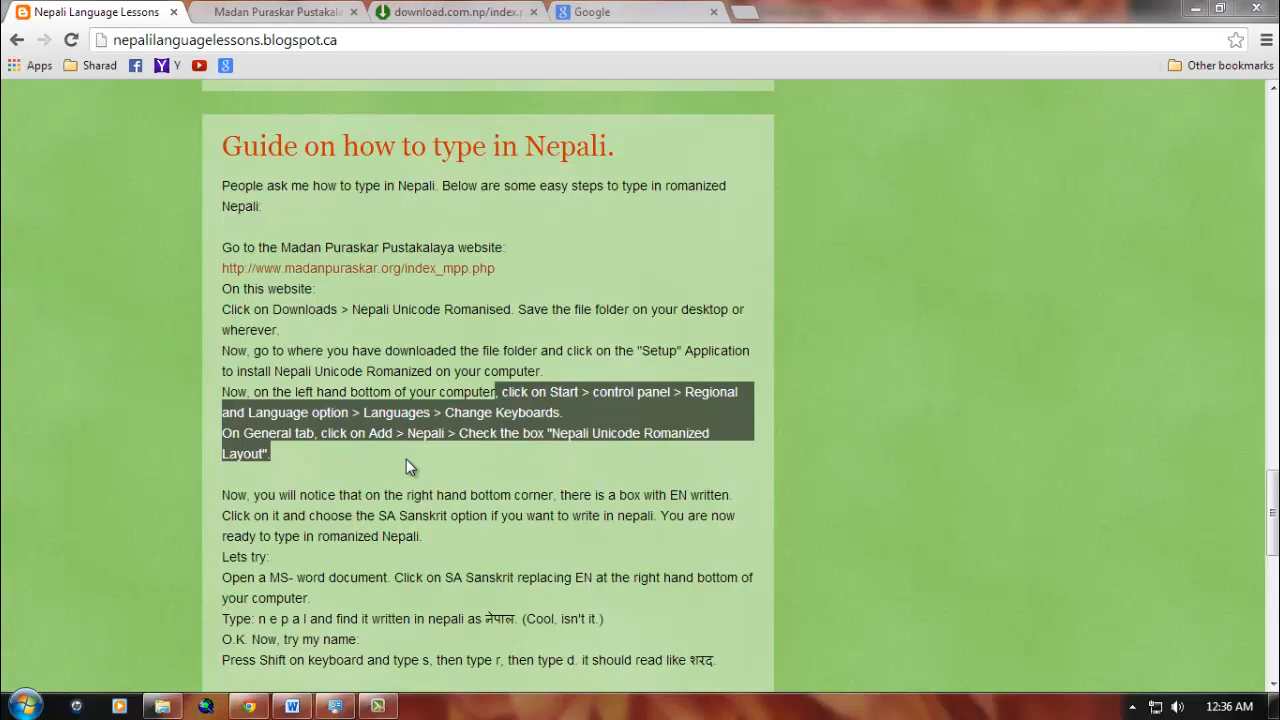 Nepali Language Lessons
Madan Puraskar Pustakal
download.com.np/index.p
Google
nepalilanguagelessons.blogspot.ca
Apps
Sharad
Y
Other bookmarks
Guide on how to type in Nepali.
People ask me how to type in Nepali. Below are some easy steps to type in romanized
Nepali:
Go to the Madan Puraskar Pustakalaya website:
http://www.madanpuraskar.org/index_mpp.php
On this website:
Click on Downloads > Nepali Unicode Romanised. Save the file folder on your desktop or
wherever.
Now, go to where you have downloaded the file folder and click on the "Setup" Application
to install Nepali Unicode Romanized on your computer.
Now, on the left hand bottom of your computer, click on Start > control panel > Regional
and Language option > Languages > Change Keyboards.
On General tab, click on Add > Nepali > Check the box "Nepali Unicode Romanized
Layout".
Now, you will notice that on the right hand bottom corner, there is a box with EN written.
Click on it and choose the SA Sanskrit option if you want to write in nepali. You are now
ready to type in romanized Nepali.
Lets try:
Open a MS- word document. Click on SA Sanskrit replacing EN at the right hand bottom of
your computer.
Type: n e p a l and find it written in nepali as नेपाल. (Cool, isn't it.)
O.K. Now, try my name:
Press Shift on keyboard and type s, then type r, then type d. it should read like शरद.
12:36 AM